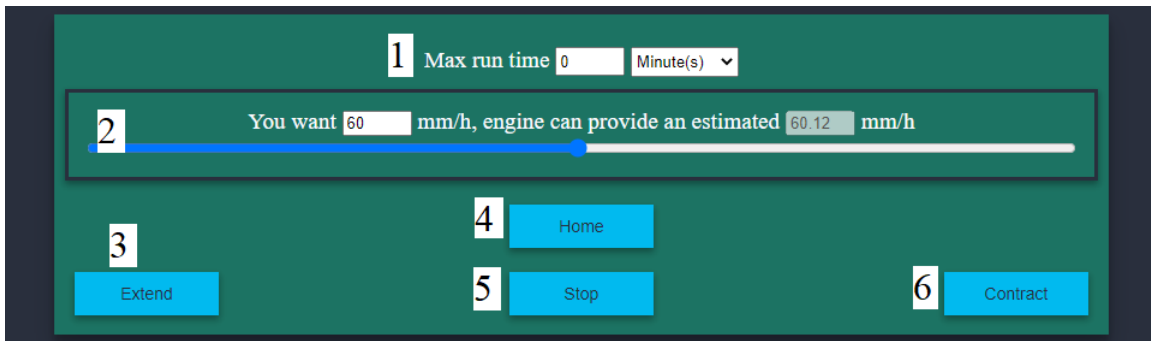 1 Max run time 0 Minute(s)
2 You want 60 mm/h, engine can provide an estimated 60.12 mm/h
4 Home
3 Extend
5 Stop
6 Contract